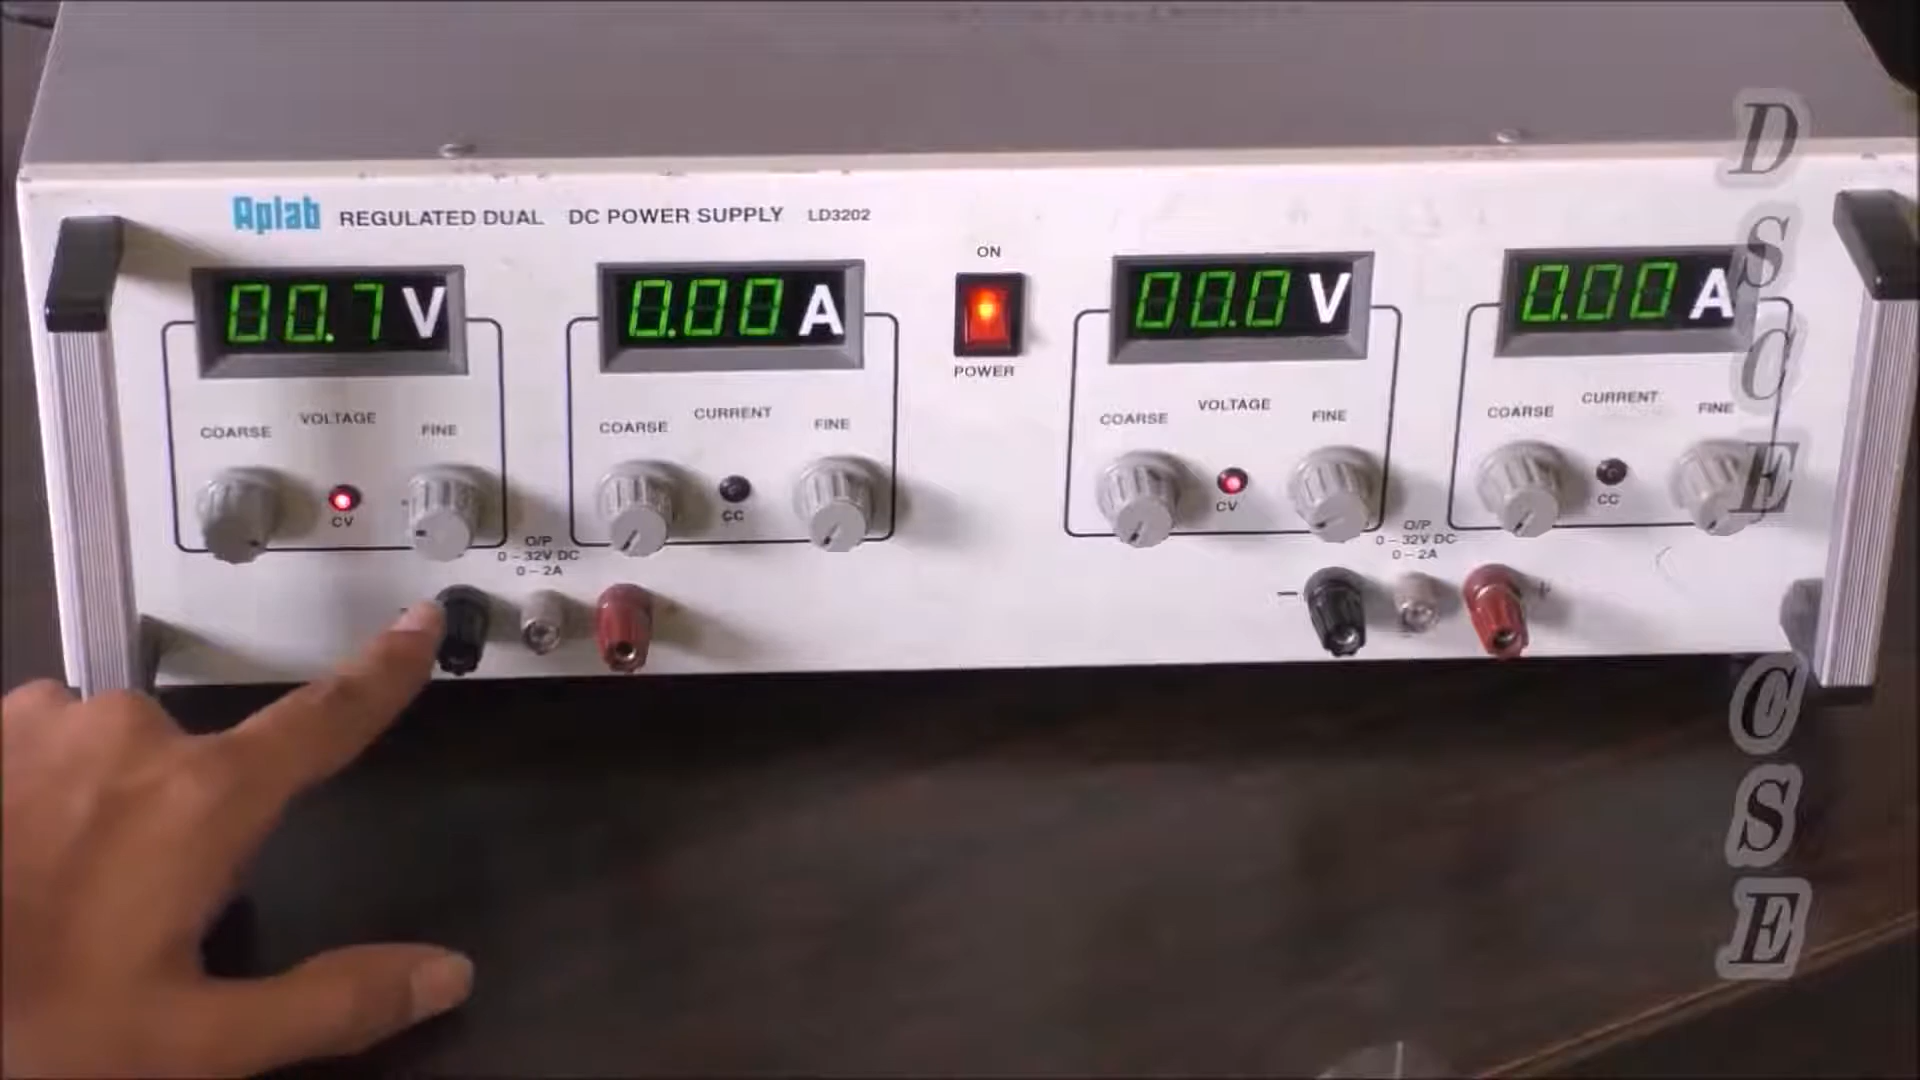 Aplab REGULATED DUAL DC POWER SUPPLY LD3202
00.7 V
0.00 A
ON
POWER
00.0 V
0.00 A
COARSE
VOLTAGE
FINE
CV
COARSE
CURRENT
FINE
CC
COARSE
VOLTAGE
FINE
CV
COARSE
CURRENT
FINE
CC
O/P
0 – 32V DC
0 – 2A
O/P
0 – 32V DC
0 – 2A
–
+
DSCE CSE